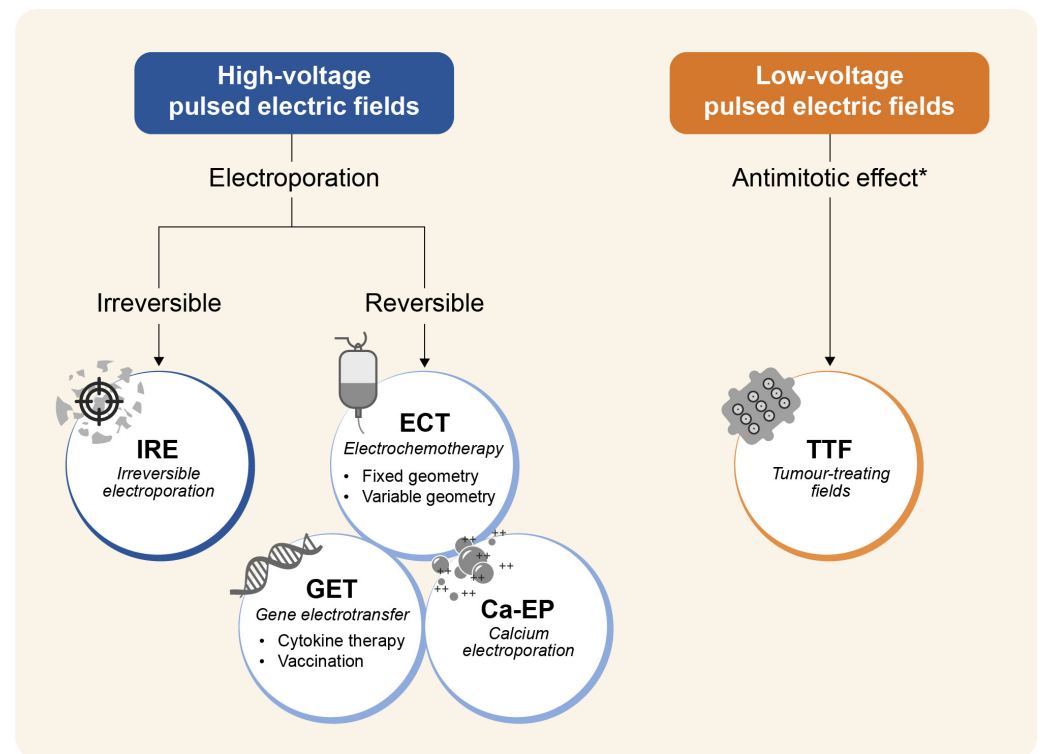 High-voltage
pulsed electric fields
Low-voltage
pulsed electric fields
Electroporation
Antimitotic effect*
Irreversible
Reversible
IRE
Irreversible
electroporation
ECT
Electrochemotherapy
• Fixed geometry
• Variable geometry
TTF
Tumour-treating
fields
GET
Gene electrotransfer
• Cytokine therapy
• Vaccination
++
++
++
++
++
++
++
Ca-EP
Calcium
electroporation